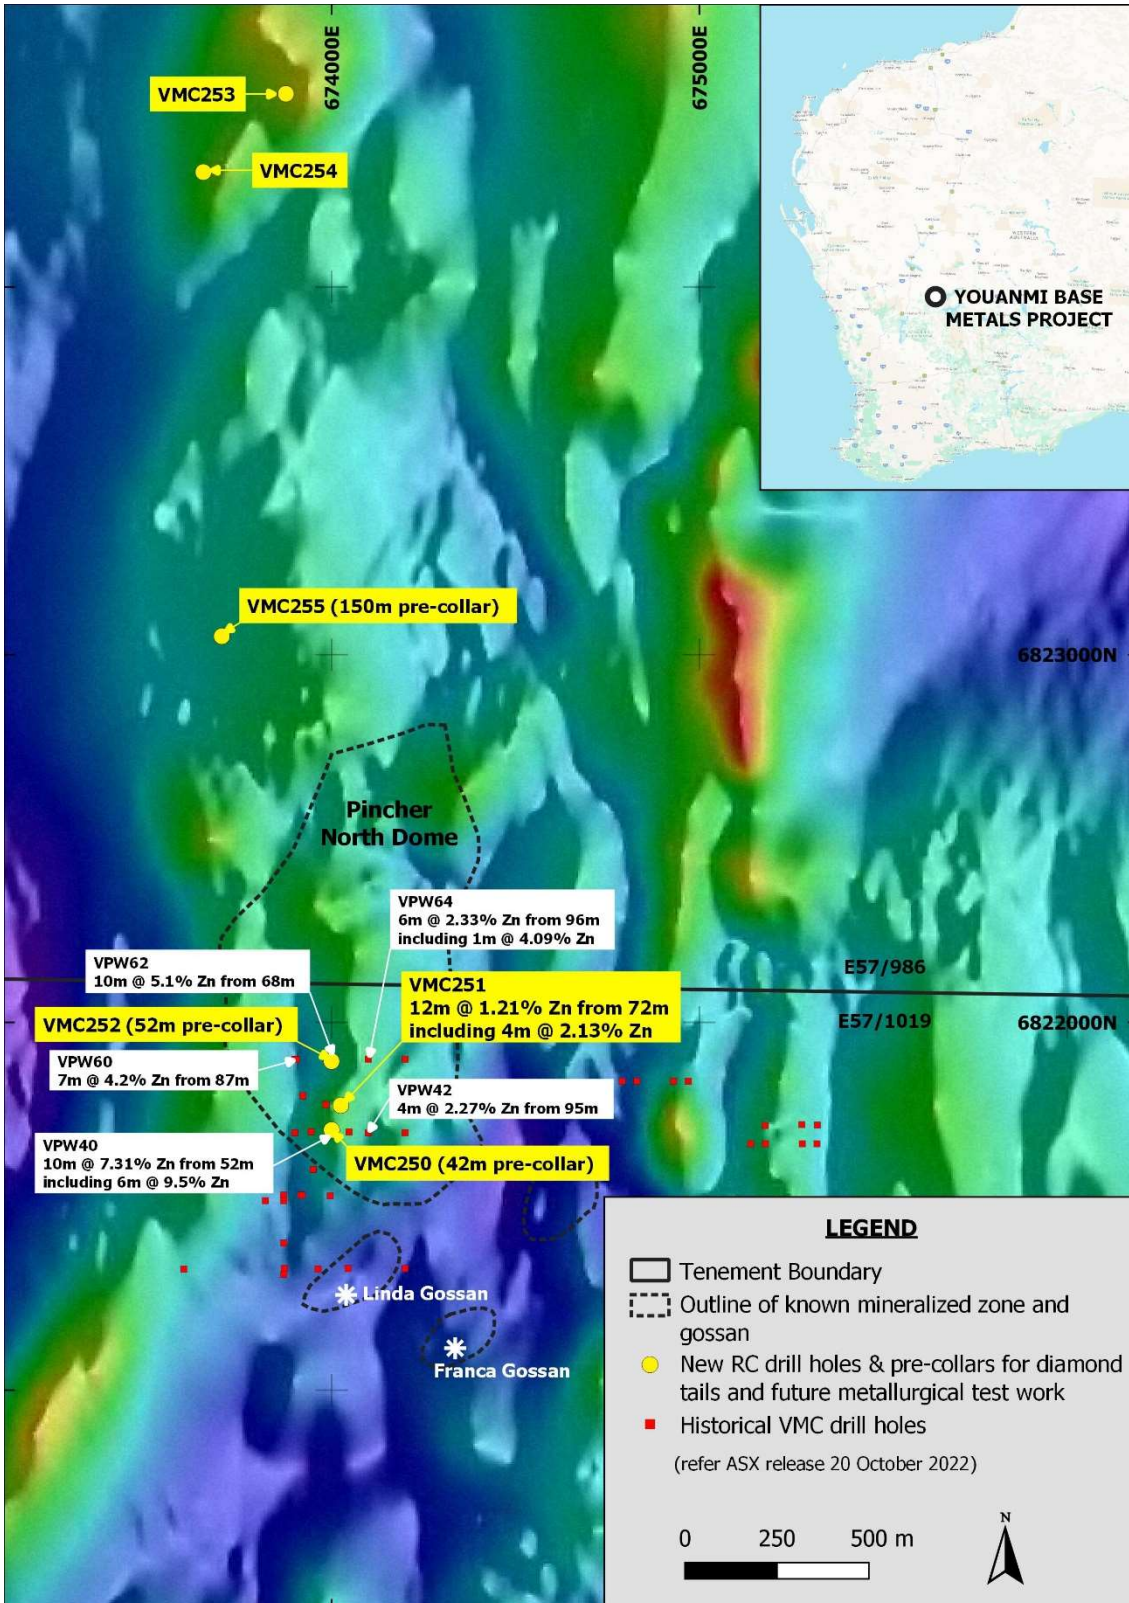 674000E
675000E
VMC253
VMC254
YOUANMI BASE
METALS PROJECT
VMC255 (150m pre-collar)
6823000N
Pincher
North Dome
VPW64
6m @ 2.33% Zn from 96m
including 1m @ 4.09% Zn
VPW62
10m @ 5.1% Zn from 68m
E57/986
VMC251
12m @ 1.21% Zn from 72m
including 4m @ 2.13% Zn
VMC252 (52m pre-collar)
E57/1019
6822000N
VPW60
7m @ 4.2% Zn from 87m
VPW42
4m @ 2.27% Zn from 95m
VPW40
10m @ 7.31% Zn from 52m
including 6m @ 9.5% Zn
VMC250 (42m pre-collar)
Linda Gossan
Franca Gossan
LEGEND
Tenement Boundary
Outline of known mineralized zone and
gossan
New RC drill holes & pre-collars for diamond
tails and future metallurgical test work
Historical VMC drill holes
(refer ASX release 20 October 2022)
0 250 500 m
N